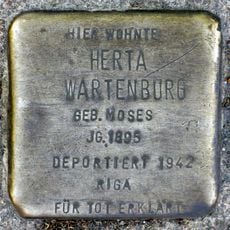 HIER WOHNTE
HERTA
WARTENBURG
GEB. MOSES
JG. 1895
DEPORTIERT 1942
RIGA
FÜR TOT ERKLÄRT